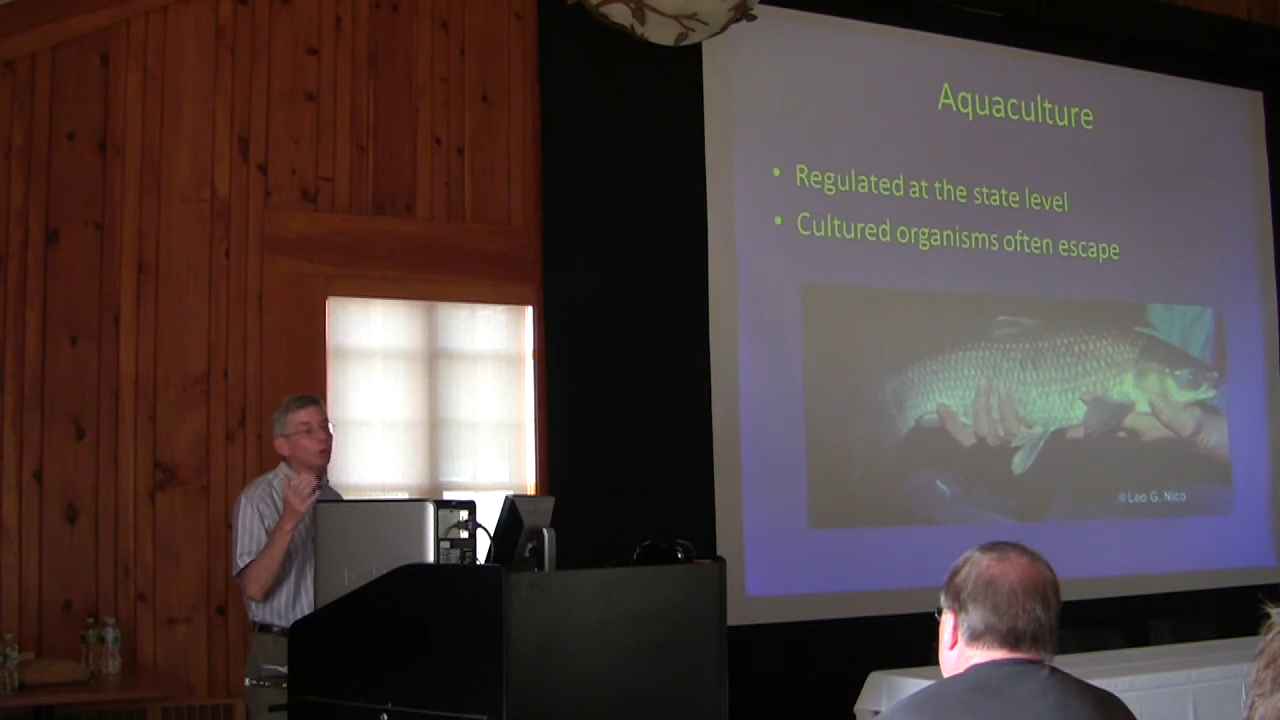 Aquaculture
• Regulated at the state level
• Cultured organisms often escape
© Leo G. Nico